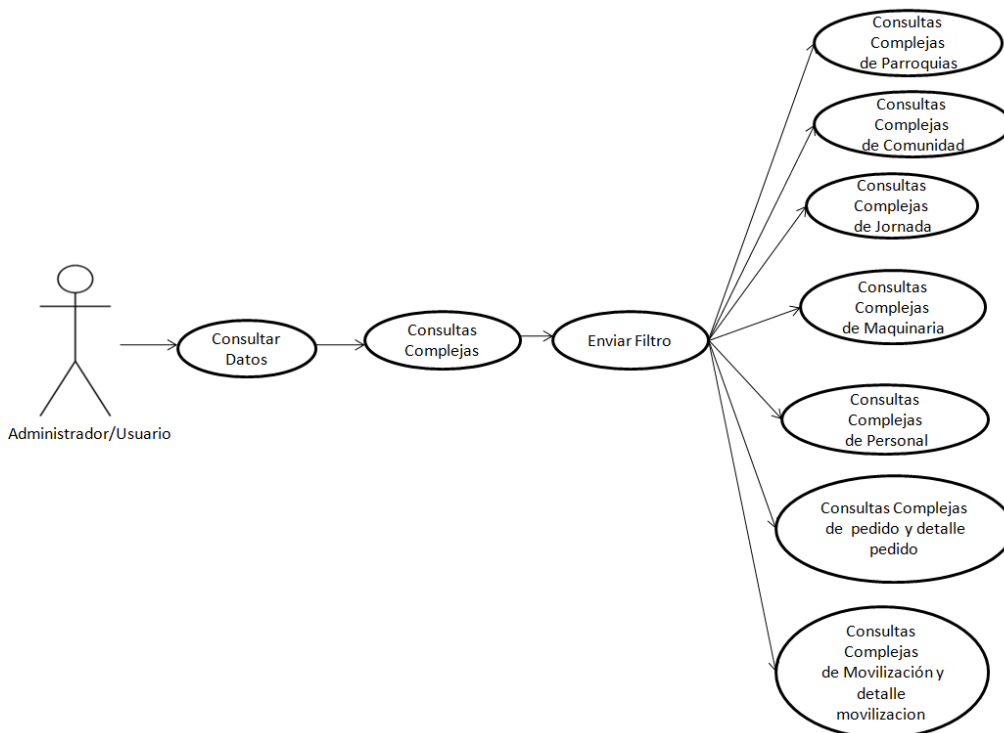 Consultas
Complejas
de Parroquias
Consultas
Complejas
de Comunidad
Consultas
Complejas
de Jornada
Consultas
Complejas
de Maquinaria
Consultar
Datos
Consultas
Complejas
Enviar Filtro
Consultas
Complejas
de Personal
Administrador/Usuario
Consultas Complejas
de pedido y detalle
pedido
Consultas
Complejas
de Movilización y
detalle
movilizacion